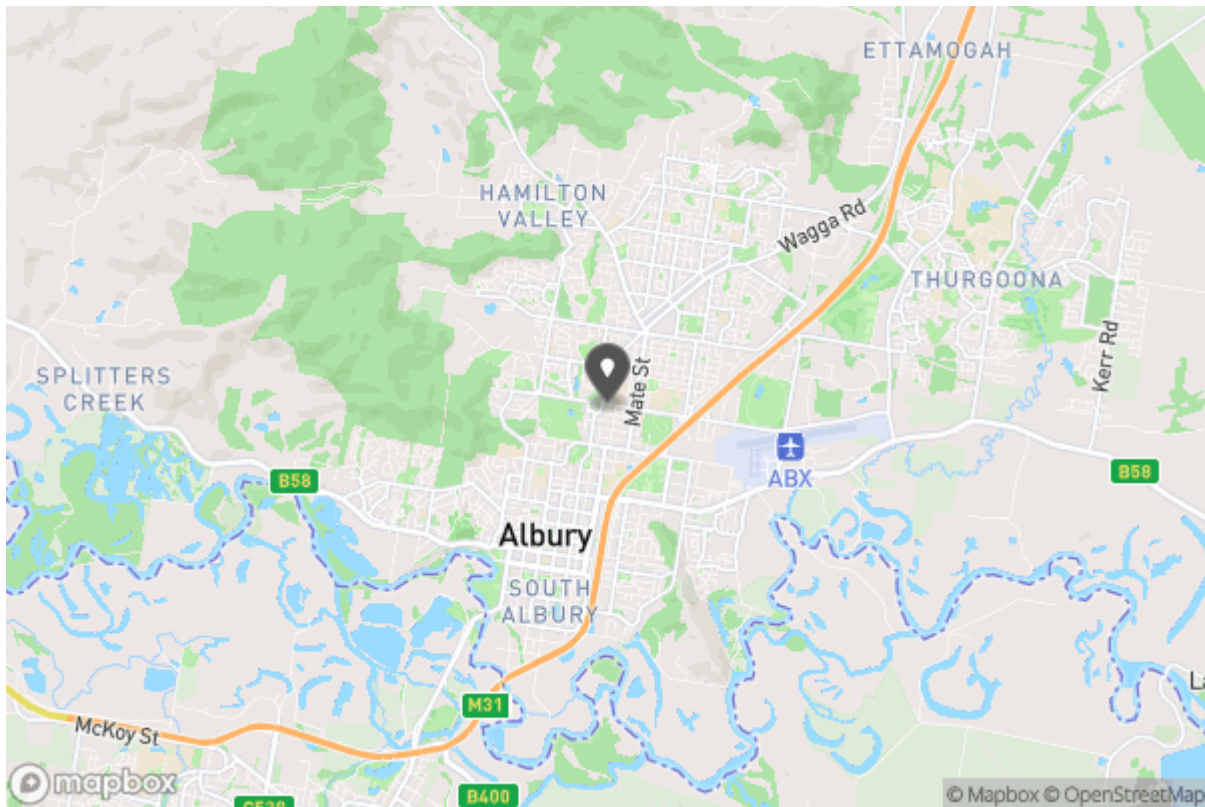 ETTAMOGAH
HAMILTON
VALLEY
Wagga Rd
THURGOONA
Kerr Rd
SPLITTERS
CREEK
Mate St
ABX
B58
B58
Albury
SOUTH
ALBURY
M31
McKoy St
B400
mapbox
© Mapbox © OpenStreetMap